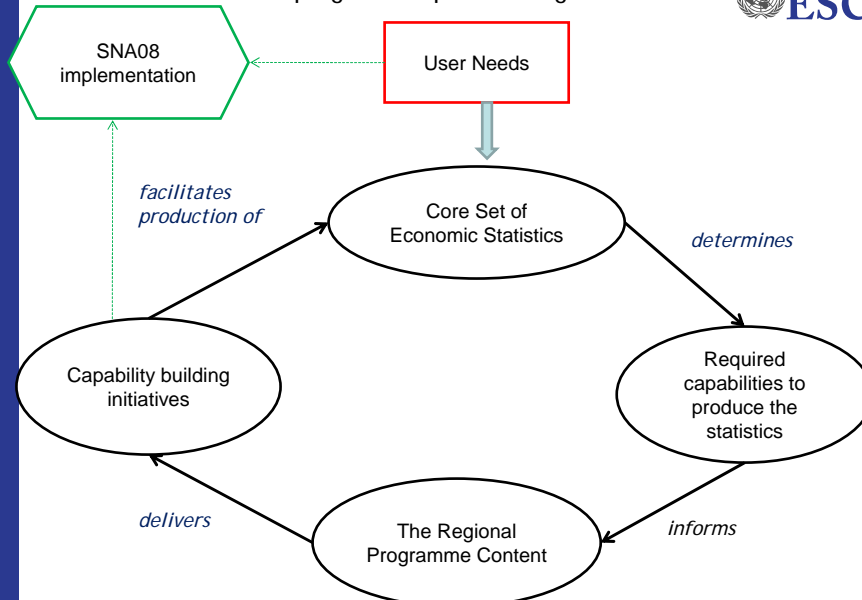 SNA08
implementation
User Needs
facilitates
production of
Core Set of
Economic Statistics
determines
Capability building
initiatives
Required
capabilities to
produce the
statistics
delivers
The Regional
Programme Content
informs